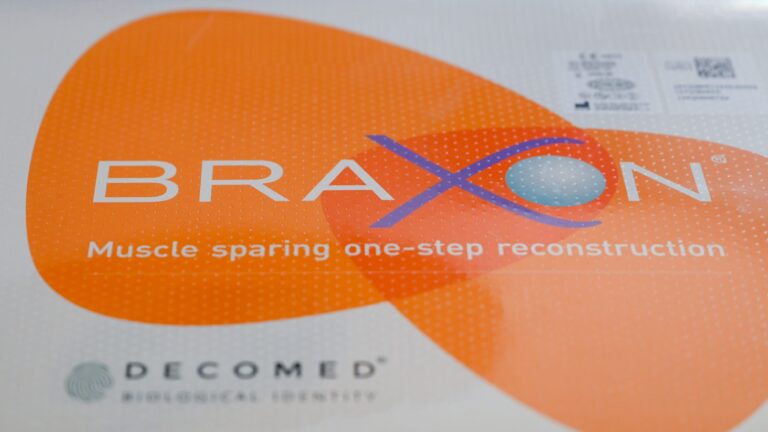 BRAXON®
Muscle sparing one-step reconstruction
DECOMED®
BIOLOGICAL IDENTITY